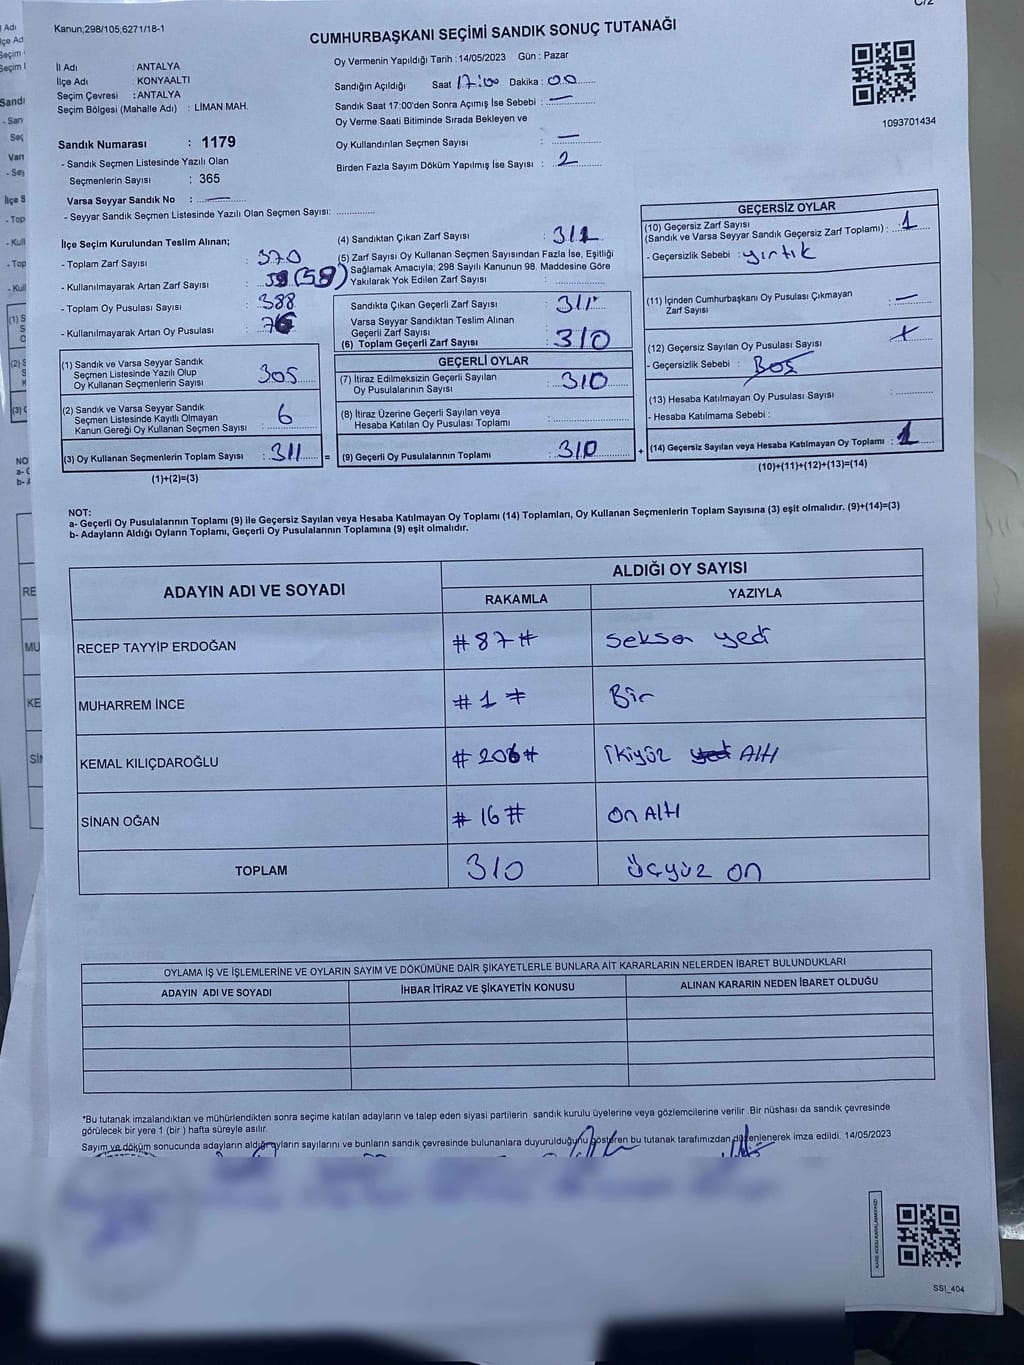 C/2
Kanun;298/105;6271/18-1
CUMHURBAŞKANI SEÇİMİ SANDIK SONUÇ TUTANAĞI
İl Adı : ANTALYA
İlçe Adı : KONYAALTI
Seçim Çevresi : ANTALYA
Seçim Bölgesi (Mahalle Adı) : LİMAN MAH.
Oy Vermenin Yapıldığı Tarih : 14/05/2023 Gün : Pazar
Sandığın Açıldığı Saat 17:00 Dakika : 00
Sandık Saat 17:00'den Sonra Açımış İse Sebebi : —
Oy Verme Saati Bitiminde Sırada Bekleyen ve
Oy Kullandırılan Seçmen Sayısı : —
Birden Fazla Sayım Döküm Yapılmış İse Sayısı : 2
1093701434
Sandık Numarası : 1179
- Sandık Seçmen Listesinde Yazılı Olan
Seçmenlerin Sayısı : 365
Varsa Seyyar Sandık No : —
- Seyyar Sandık Seçmen Listesinde Yazılı Olan Seçmen Sayısı:
İlçe Seçim Kurulundan Teslim Alınan;
- Toplam Zarf Sayısı : 370
- Kullanılmayarak Artan Zarf Sayısı : (58)
- Toplam Oy Pusulası Sayısı : 388
- Kullanılmayarak Artan Oy Pusulası :
(1) Sandık ve Varsa Seyyar Sandık
Seçmen Listesinde Yazılı Olup
Oy Kullanan Seçmenlerin Sayısı : 305
(2) Sandık ve Varsa Seyyar Sandık
Seçmen Listesinde Kayıtlı Olmayan
Kanun Gereği Oy Kullanan Seçmen Sayısı : 6
(3) Oy Kullanan Seçmenlerin Toplam Sayısı : 311 =
(1)+(2)=(3)
(4) Sandıktan Çıkan Zarf Sayısı : 311
(5) Zarf Sayısı Oy Kullanan Seçmen Sayısından Fazla İse, Eşitliği
Sağlamak Amacıyla; 298 Sayılı Kanunun 98. Maddesine Göre
Yakılarak Yok Edilen Zarf Sayısı :
Sandıkta Çıkan Geçerli Zarf Sayısı : 311
Varsa Seyyar Sandıktan Teslim Alınan
Geçerli Zarf Sayısı
(6) Toplam Geçerli Zarf Sayısı : 310
GEÇERLİ OYLAR
(7) İtiraz Edilmeksizin Geçerli Sayılan
Oy Pusulalarının Sayısı : 310
(8) İtiraz Üzerine Geçerli Sayılan veya
Hesaba Katılan Oy Pusulası Toplamı :
(9) Geçerli Oy Pusulalarının Toplamı : 310 +
GEÇERSİZ OYLAR
(10) Geçersiz Zarf Sayısı
(Sandık ve Varsa Seyyar Sandık Geçersiz Zarf Toplamı) : 1
- Geçersizlik Sebebi : yırtık
(11) İçinden Cumhurbaşkanı Oy Pusulası Çıkmayan
Zarf Sayısı : —
(12) Geçersiz Sayılan Oy Pusulası Sayısı :
- Geçersizlik Sebebi : Boş
(13) Hesaba Katılmayan Oy Pusulası Sayısı :
- Hesaba Katılmama Sebebi :
(14) Geçersiz Sayılan veya Hesaba Katılmayan Oy Toplamı : 1
(10)+(11)+(12)+(13)=(14)
NOT:
a- Geçerli Oy Pusulalarının Toplamı (9) ile Geçersiz Sayılan veya Hesaba Katılmayan Oy Toplamı (14) Toplamları, Oy Kullanan Seçmenlerin Toplam Sayısına (3) eşit olmalıdır. (9)+(14)=(3)
b- Adayların Aldığı Oyların Toplamı, Geçerli Oy Pusulalarının Toplamına (9) eşit olmalıdır.
ADAYIN ADI VE SOYADI
ALDIĞI OY SAYISI
RAKAMLA YAZIYLA
RECEP TAYYİP ERDOĞAN #87# seksen yedi
MUHARREM İNCE #1# Bir
KEMAL KILIÇDAROĞLU #206# İkiyüz yedi Altı
SİNAN OĞAN #16# on Altı
TOPLAM 310 üçyüz on
OYLAMA İŞ VE İŞLEMLERİNE VE OYLARIN SAYIM VE DÖKÜMÜNE DAİR ŞİKAYETLERLE BUNLARA AİT KARARLARIN NELERDEN İBARET BULUNDUKLARI
ADAYIN ADI VE SOYADI İHBAR İTİRAZ VE ŞİKAYETİN KONUSU ALINAN KARARIN NEDEN İBARET OLDUĞU
*Bu tutanak imzalandıktan ve mühürlendikten sonra seçime katılan adayların ve talep eden siyasi partilerin sandık kurulu üyelerine veya gözlemcilerine verilir .Bir nüshası da sandık çevresinde
görülecek bir yere 1 (bir ) hafta süreyle asılır.
Sayım ve döküm sonucunda adayların aldığı oyların sayılarını ve bunların sandık çevresinde bulunanlara duyurulduğunu gösteren bu tutanak tarafımızdan düzenlenerek imza edildi. 14/05/2023
SSI_404